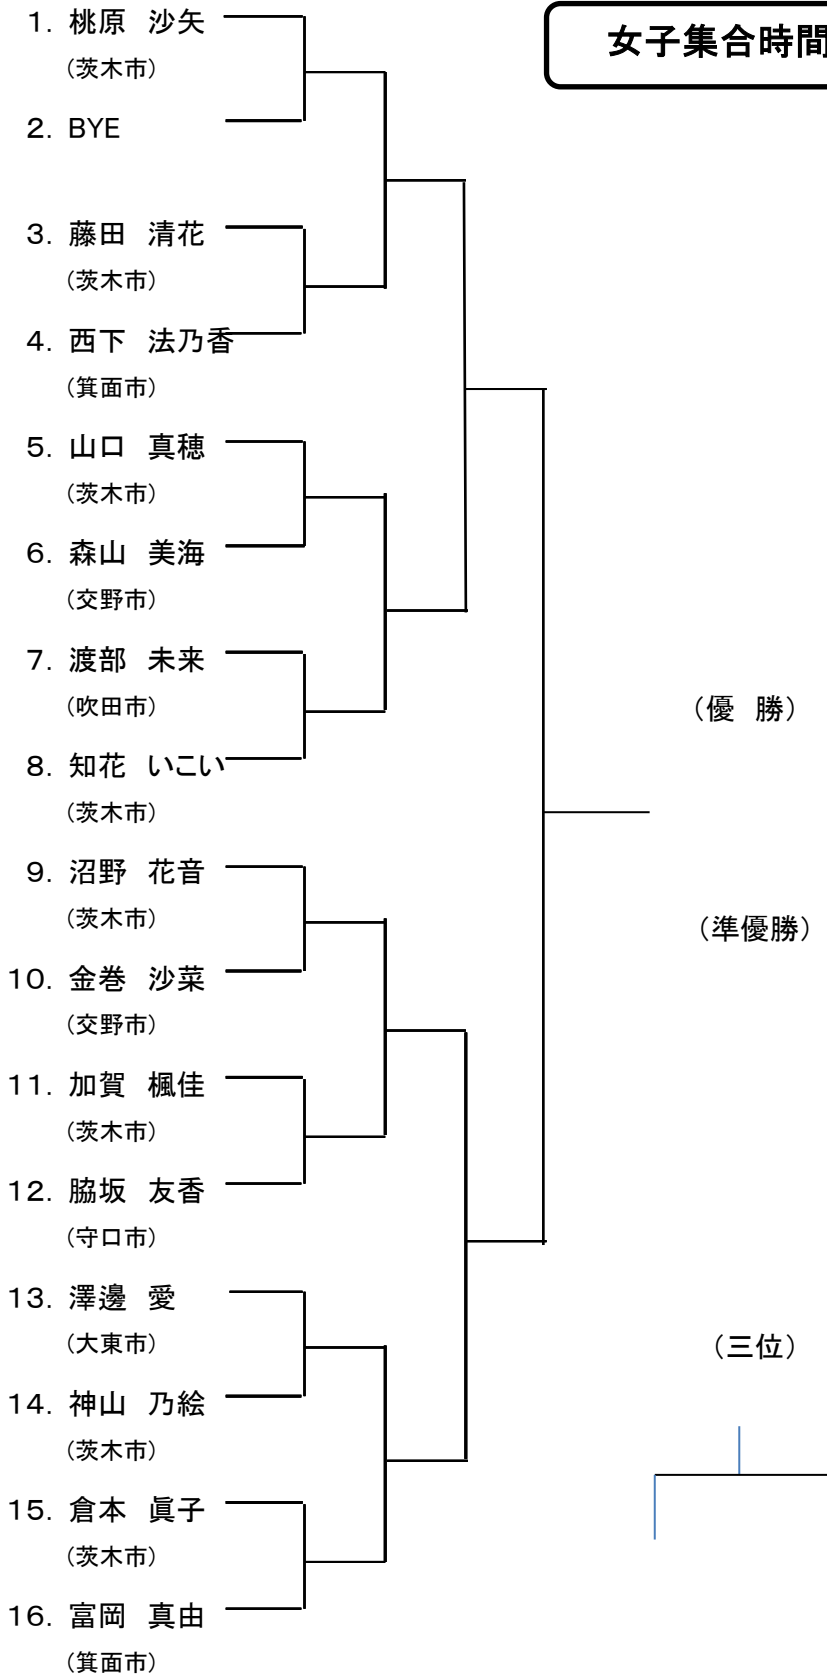 女子集合時間
1. 桃原　沙矢
(茨木市)
2. BYE
3. 藤田　清花
(茨木市)
4. 西下　法乃香
(箕面市)
5. 山口　真穂
(茨木市)
6. 森山　美海
(交野市)
7. 渡部　未来
(吹田市)
8. 知花　いこい
(茨木市)
9. 沼野　花音
(茨木市)
10. 金巻　沙菜
(交野市)
11. 加賀　楓佳
(茨木市)
12. 脇坂　友香
(守口市)
13. 澤邊　愛
(大東市)
14. 神山　乃絵
(茨木市)
15. 倉本　眞子
(茨木市)
16. 富岡　真由
(箕面市)
（優　勝）
（準優勝）
（三位）